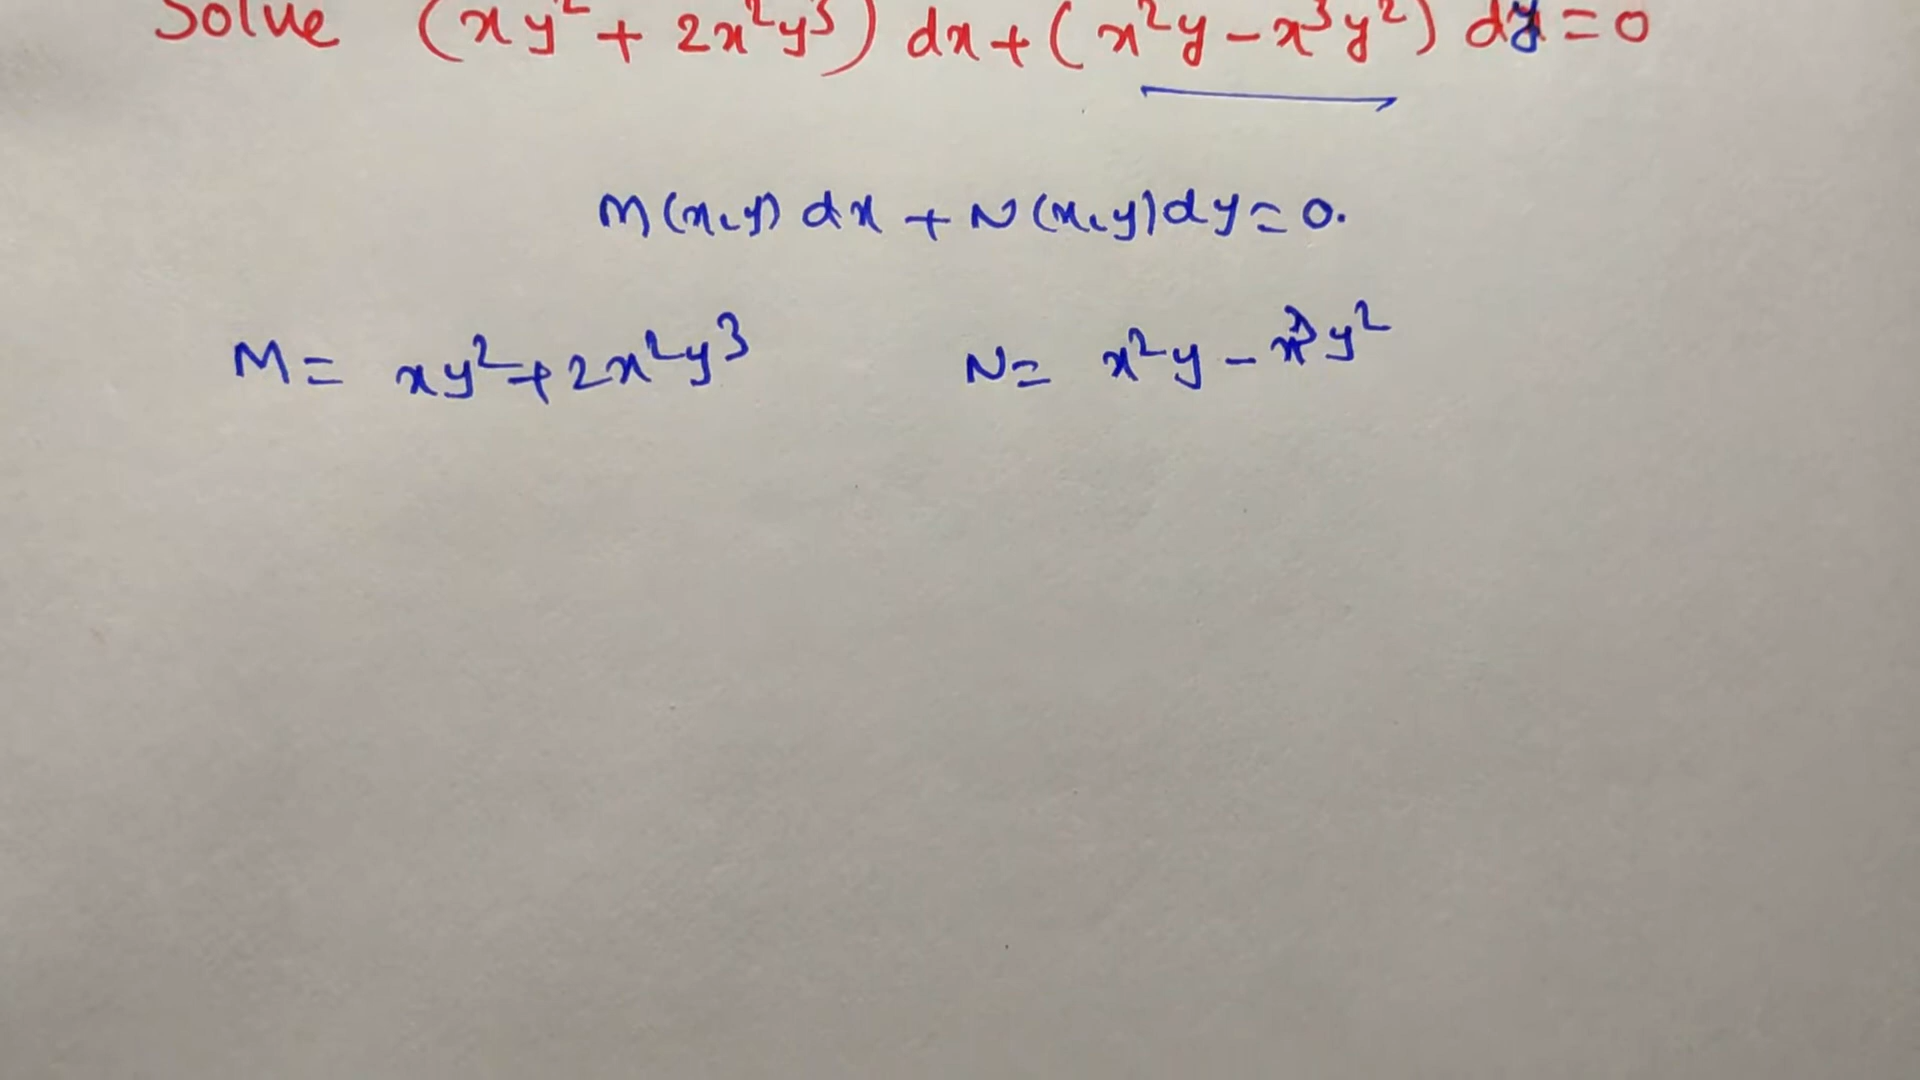 Solve (xy² + 2x²y³) dx + (x²y - x³y²) dy = 0
M(x,y) dx + N(x,y) dy = 0.
M = xy² + 2x²y³ N = x²y - x³y²